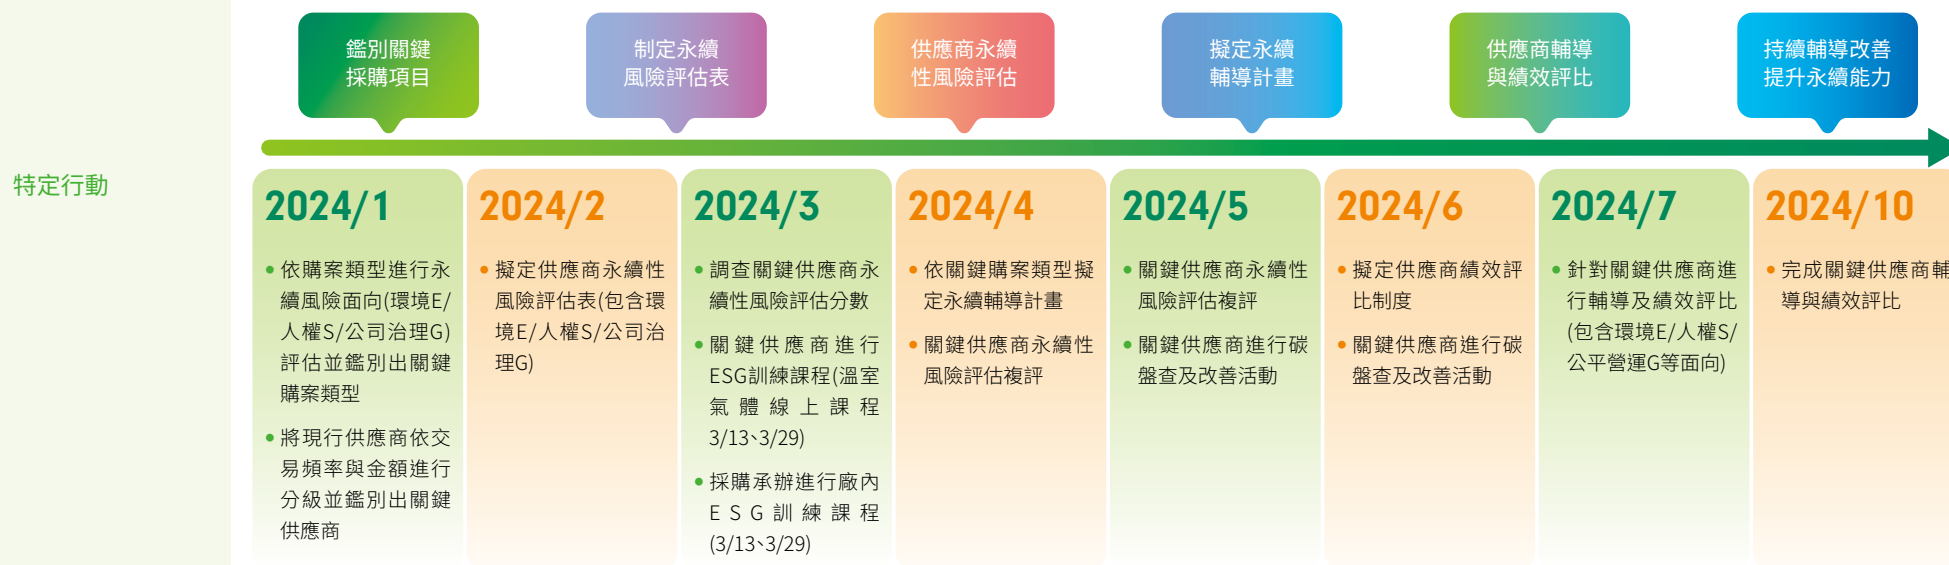 鑑別關鍵
採購項目
制定永續
風險評估表
供應商永續
性風險評估
擬定永續
輔導計畫
供應商輔導
與績效評比
持續輔導改善
提升永續能力
特定行動
2024/1
• 依購案類型進行永
續風險面向(環境E/
人權S/公司治理G)
評估並鑑別出關鍵
購案類型
• 將現行供應商依交
易頻率與金額進行
分級並鑑別出關鍵
供應商
2024/2
• 擬定供應商永續性
風險評估表(包含環
境E/人權S/公司治
理G)
2024/3
• 調查關鍵供應商永
續性風險評估分數
• 關鍵供應商進行
ESG訓練課程(溫室
氣體線上課程
3/13、3/29)
• 採購承辦進行廠內
ESG訓練課程
(3/13、3/29)
2024/4
• 依關鍵購案類型擬
定永續輔導計畫
• 關鍵供應商永續性
風險評估複評
2024/5
• 關鍵供應商永續性
風險評估複評
• 關鍵供應商進行碳
盤查及改善活動
2024/6
• 擬定供應商績效評
比制度
• 關鍵供應商進行碳
盤查及改善活動
2024/7
• 針對關鍵供應商進
行輔導及績效評比
(包含環境E/人權S/
公平營運G等面向)
2024/10
• 完成關鍵供應商輔
導與績效評比